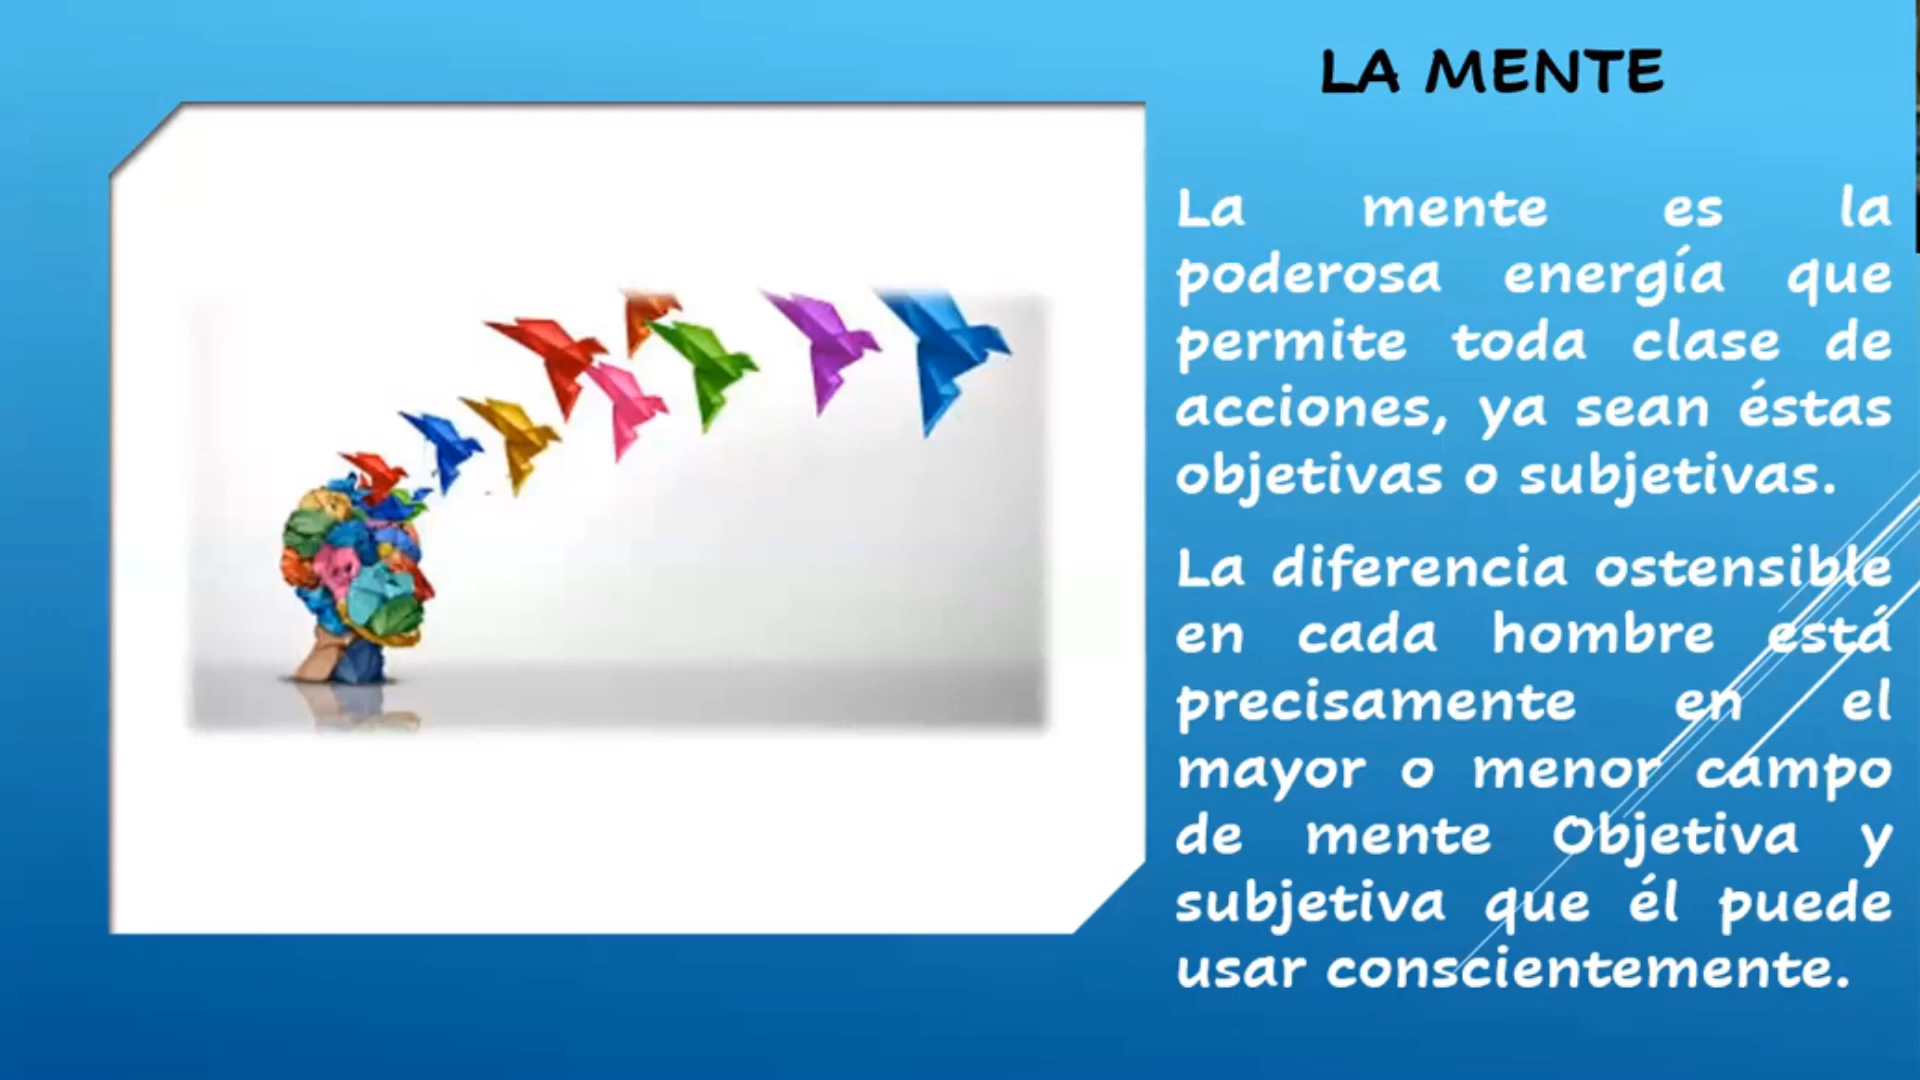 LA MENTE
La mente es la
poderosa energía que
permite toda clase de
acciones, ya sean éstas
objetivas o subjetivas.
La diferencia ostensible
en cada hombre está
precisamente en el
mayor o menor campo
de mente Objetiva y
subjetiva que él puede
usar conscientemente.